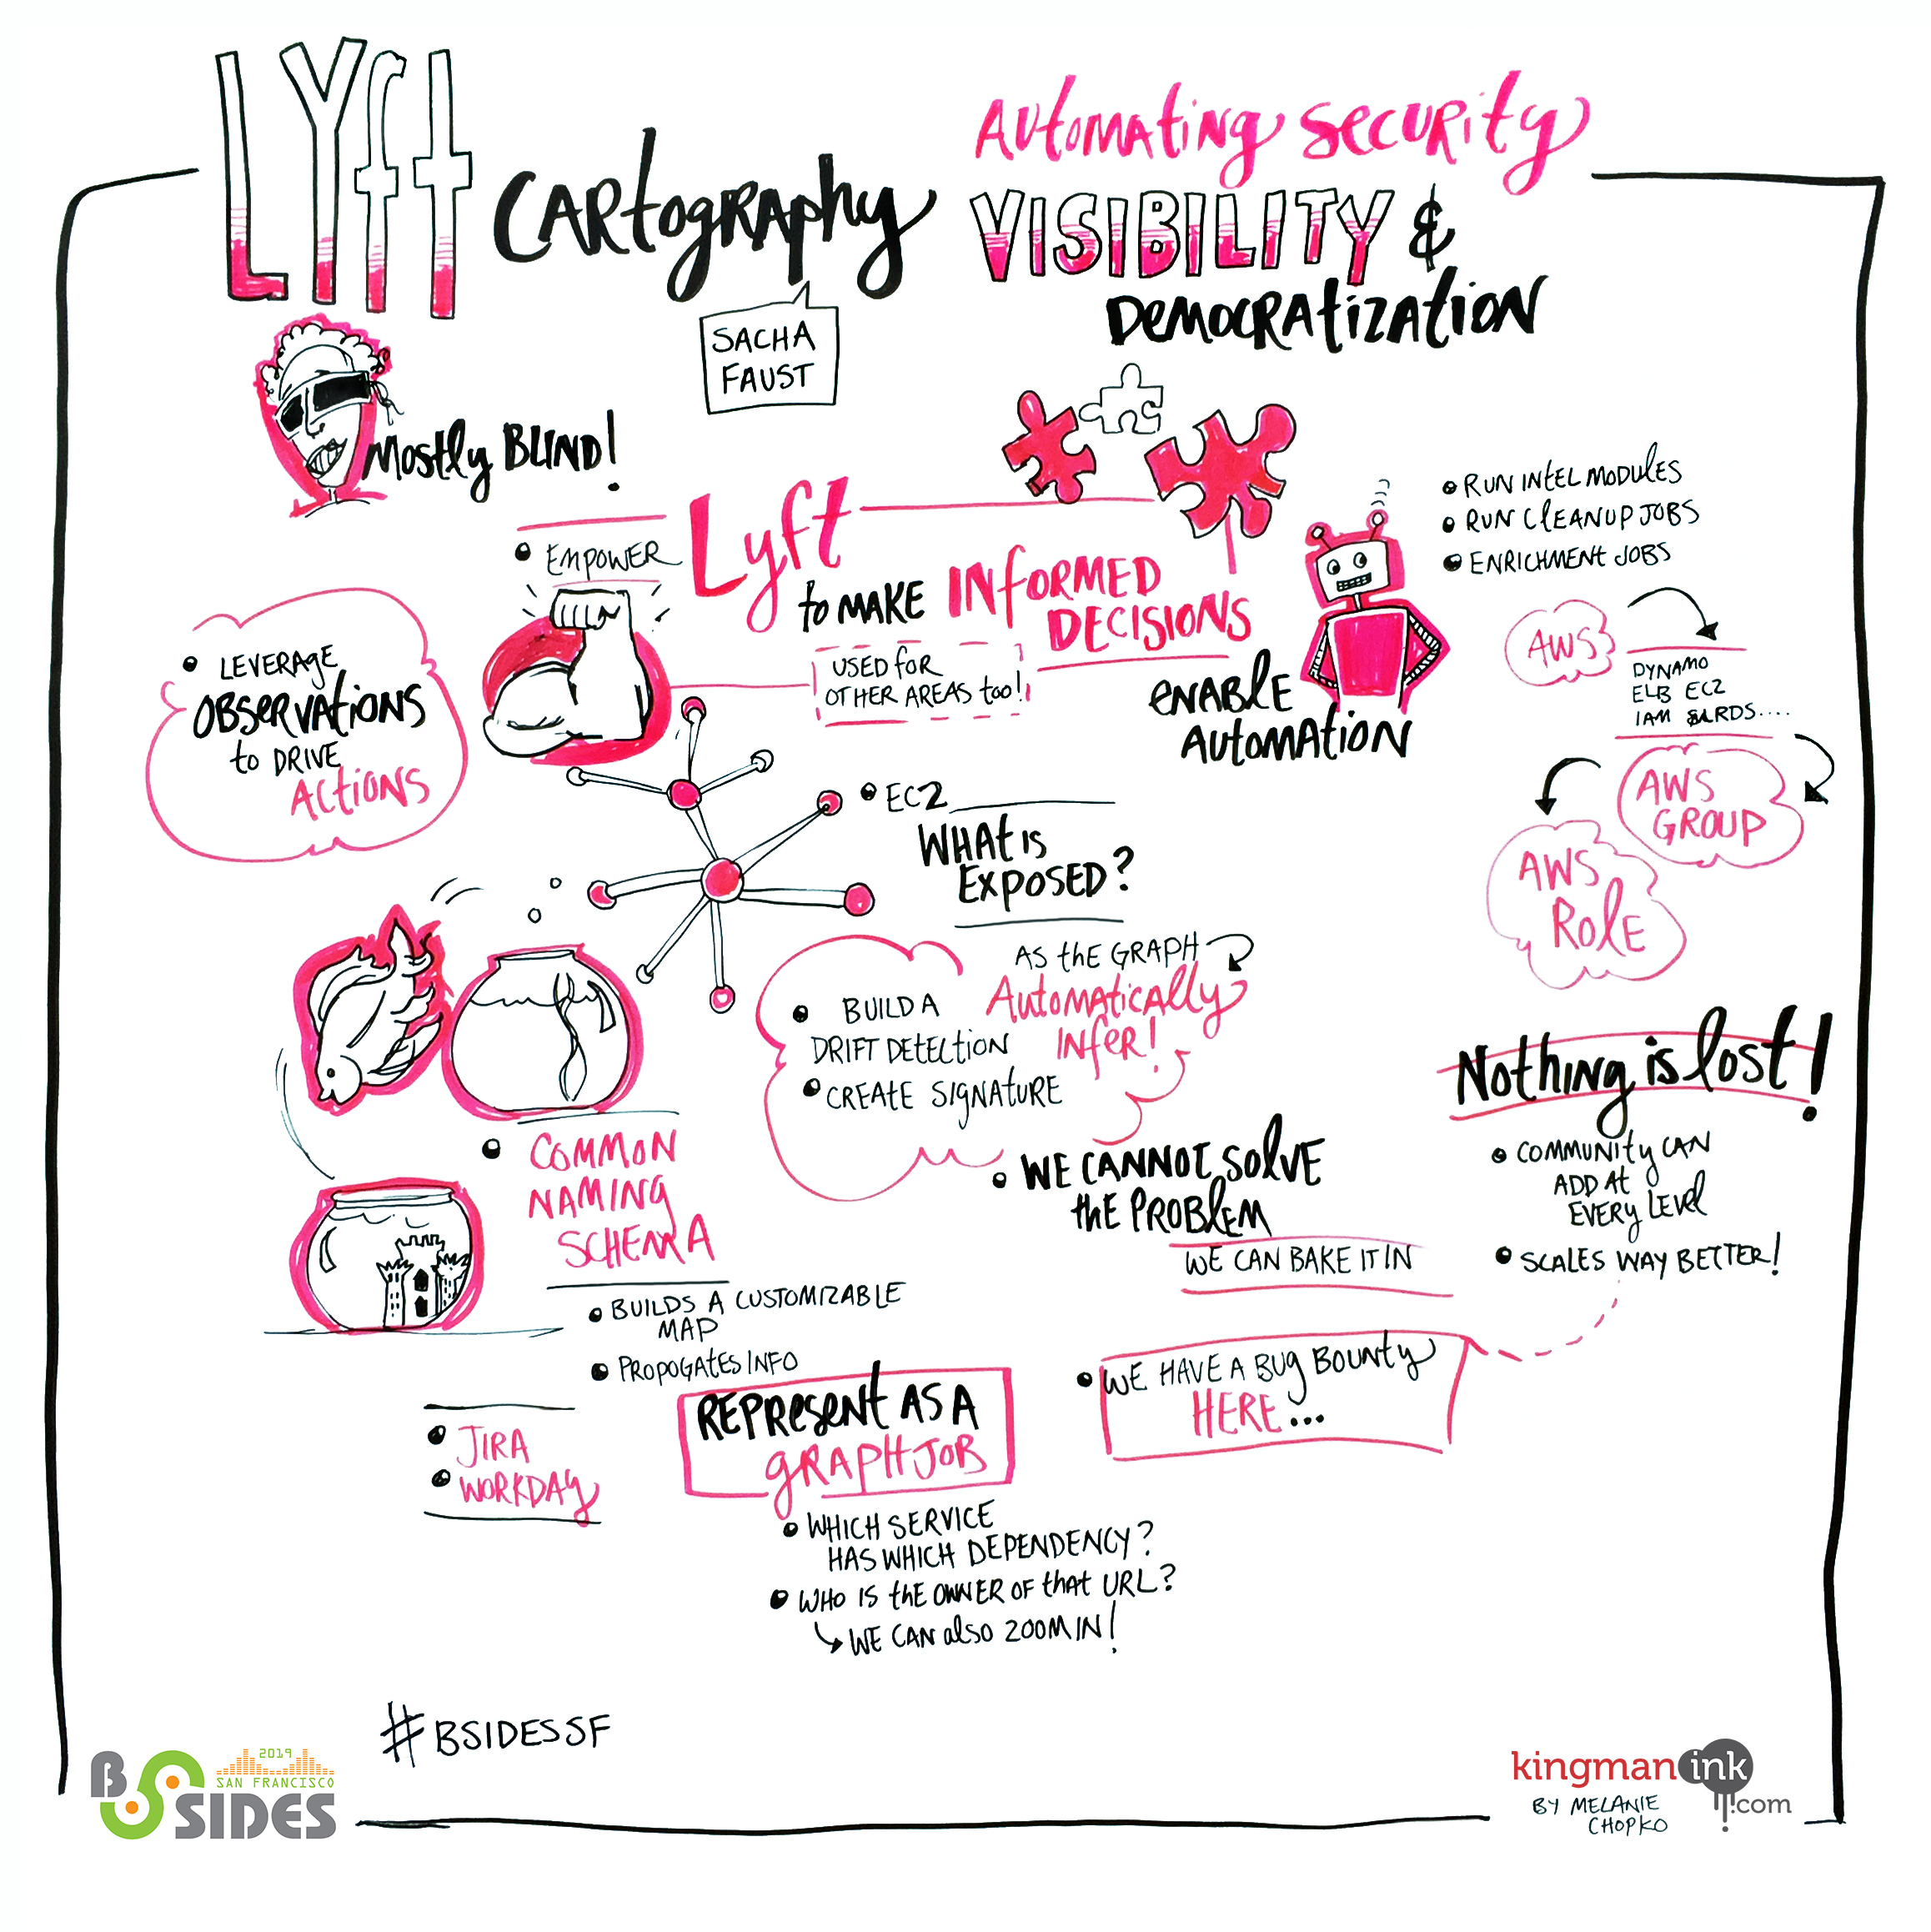 Lyft CARtogRAphy
Automating Security
VISIBILITY &
DemocRAtizAtion
SACHA
FAUST
Mostly BLIND!
EMPOWER
Lyft
to MAKE INFORMED
DECISIONS
USED for
OTHER AREAS too!
LEVERAGE
OBSERVATIONS
to DRIVE
ACTIONS
RUN INTEL MODULES
RUN CLEANUP JOBS
ENRICHMENT JOBS
ENABLE
AUTOMATION
AWS
DYNAMO
ELB EC2
AWS
GROUP
AWS
ROLE
EC2
WHAT IS
EXPOSED?
AS the GRAPH
AUTOMATICALLY
INFER!
BUILD A
DRIFT DETECTION
CREATE SIGNATURE
COMMON
NAMING
SCHEMA
BUILDS A CUSTOMIZABLE
MAP
PROPOGATES INFO
JIRA
WORKDAY
WE CANNOT SOLVE
the PROBLEM
WE CAN BAKE IT IN
Nothing is lost!
COMMUNITY CAN
ADD At
EVERY LEVEL
SCALES WAY BETTER!
WE HAVE A BUG BOUNTY
HERE...
REPRESENT AS A
GRAPH JOB
WHICH SERVICE
HAS WHICH DEPENDENCY?
WHO IS the OWNER OF that URL?
WE CAN also ZOOM IN!
#BSIDESSF
BSIDES
2019
SAN FRANCISCO
kingmanink
.com
BY MELANIE
CHOPKO